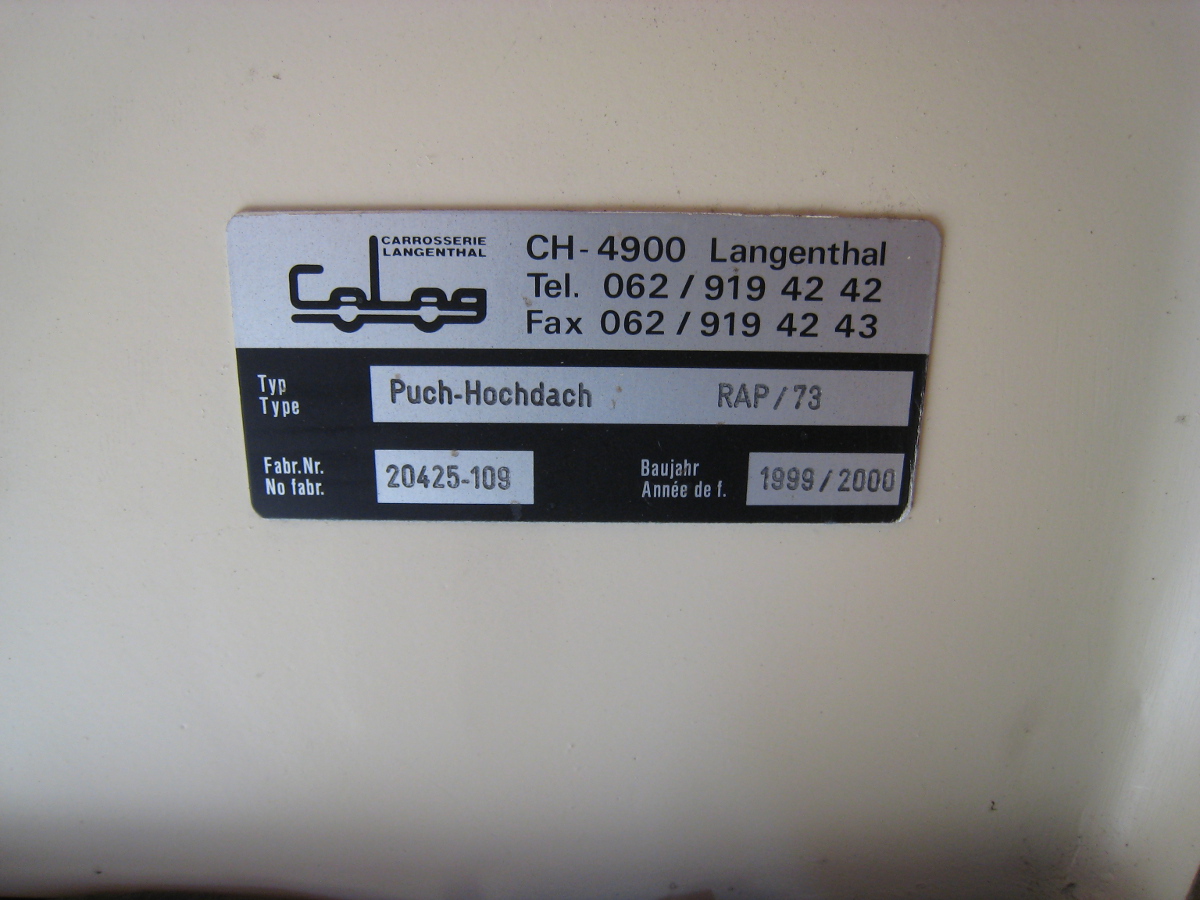 CARROSSERIE
LANGENTHAL
Calag
CH-4900 Langenthal
Tel. 062 / 919 42 42
Fax 062 / 919 42 43
Typ
Type
Puch-Hochdach RAP/73
Fabr.Nr.
No fabr.
20425-109
Baujahr
Année de f.
1999/2000